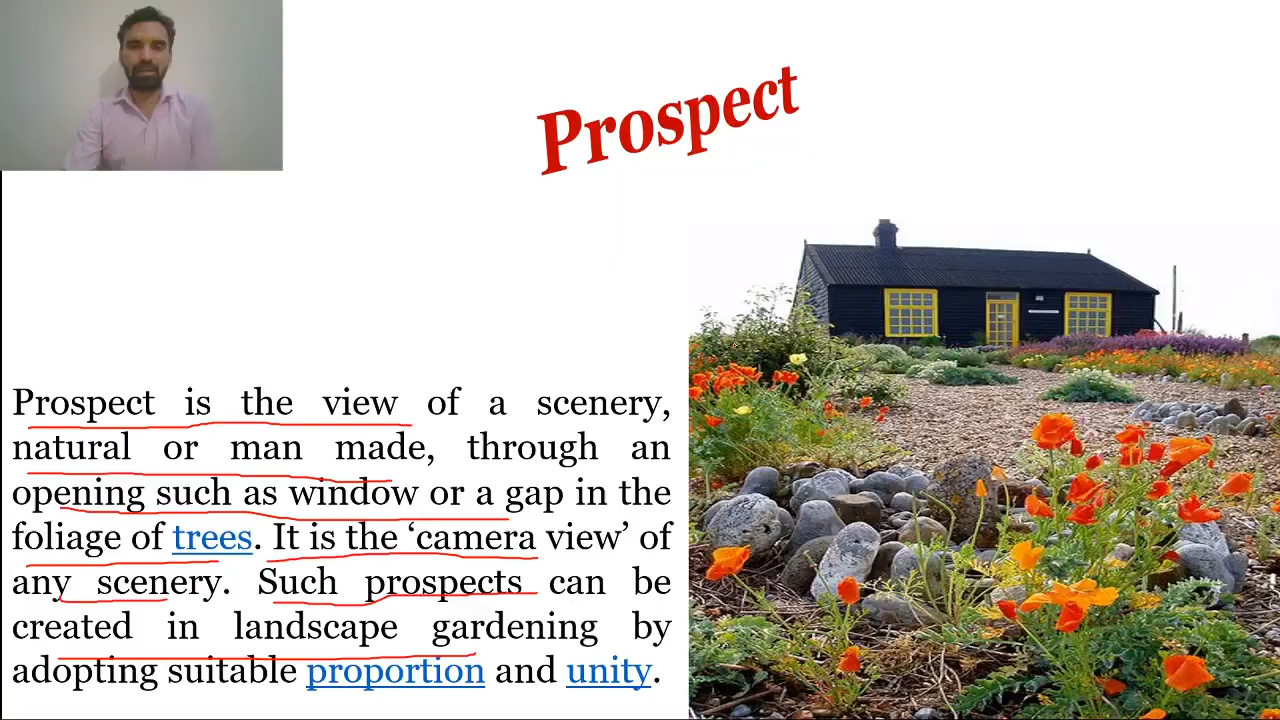 Prospect
Prospect is the view of a scenery,
natural or man made, through an
opening such as window or a gap in the
foliage of trees. It is the ‘camera view’ of
any scenery. Such prospects can be
created in landscape gardening by
adopting suitable proportion and unity.